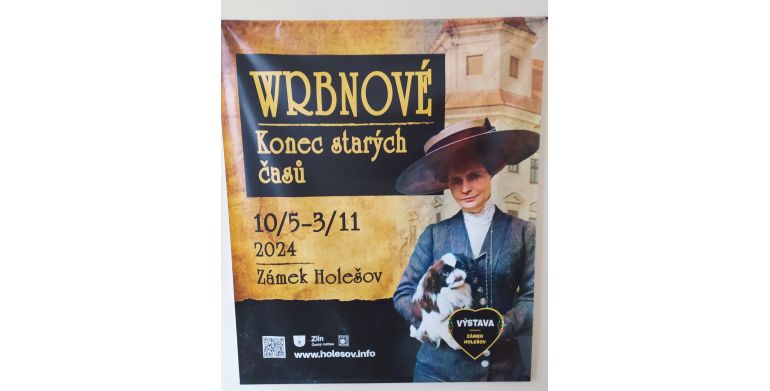 WRBNOVÉ
Konec starých
časů
10/5-3/11
2024
Zámek Holešov
VÝSTAVA
ZÁMEK
HOLEŠOV
Zlín
www.holesov.info